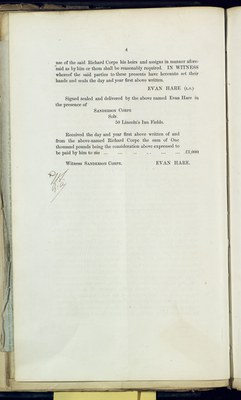 5
use of the said Richard Corps his heirs and assigns in manner afore-
said as by him or them shall be reasonably required. IN WITNESS
whereof the said parties to these presents have hereunto set their
hands and seals the day and year first above written.
EVAN HARE (L.S.)
Signed sealed and delivered by the above named Evan Hare in
the presence of
SANDERSON CORPS
Solr.
50 Lincoln's Inn Fields.
Received the day and year first above written of and
from the above-named Richard Corps the sum of One
thousand pounds being the consideration above expressed to
be paid by him to me ... ... ... ... ... ... £1,000
Witness SANDERSON CORPS. EVAN HARE.